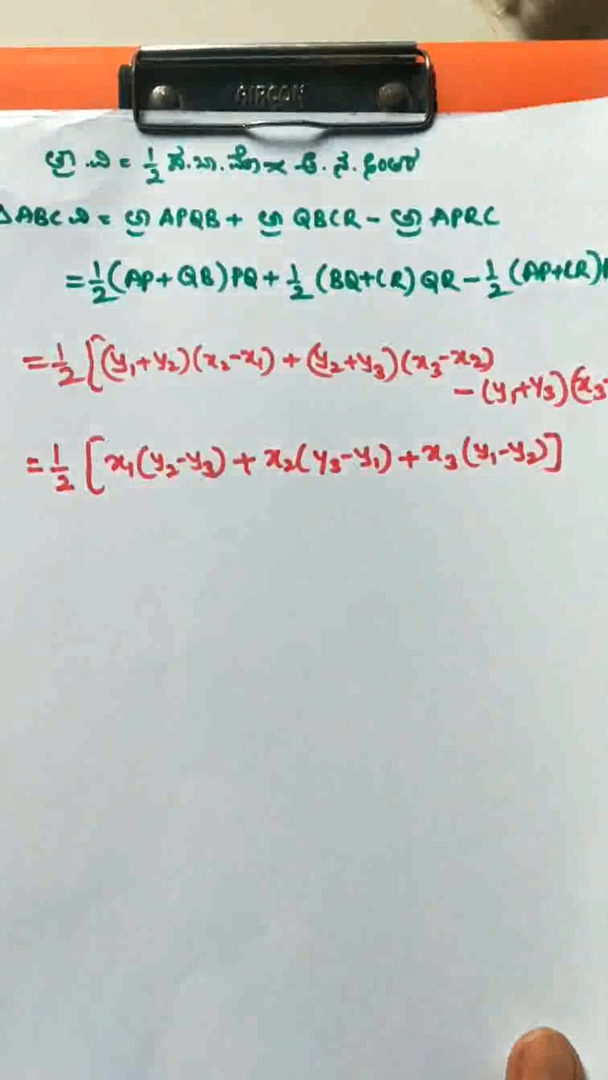 AIRCON
ತ್ರಾ.ವಿ = 1/2 ಸ.ಬಾ.ಮೊ × ಅ.ನ.ದೂರ
ΔABC ವಿ = ತ್ರಾ APQB + ತ್ರಾ QBCR - ತ್ರಾ APRC
= 1/2 (AP + QB) PQ + 1/2 (BQ + CR) QR - 1/2 (AP + CR)
= 1/2 [(y₁+y₂)(x₂-x₁) + (y₂+y₃)(x₃-x₂)
- (y₁+y₃)(x₃-
= 1/2 [x₁(y₂-y₃) + x₂(y₃-y₁) + x₃(y₁-y₂)]